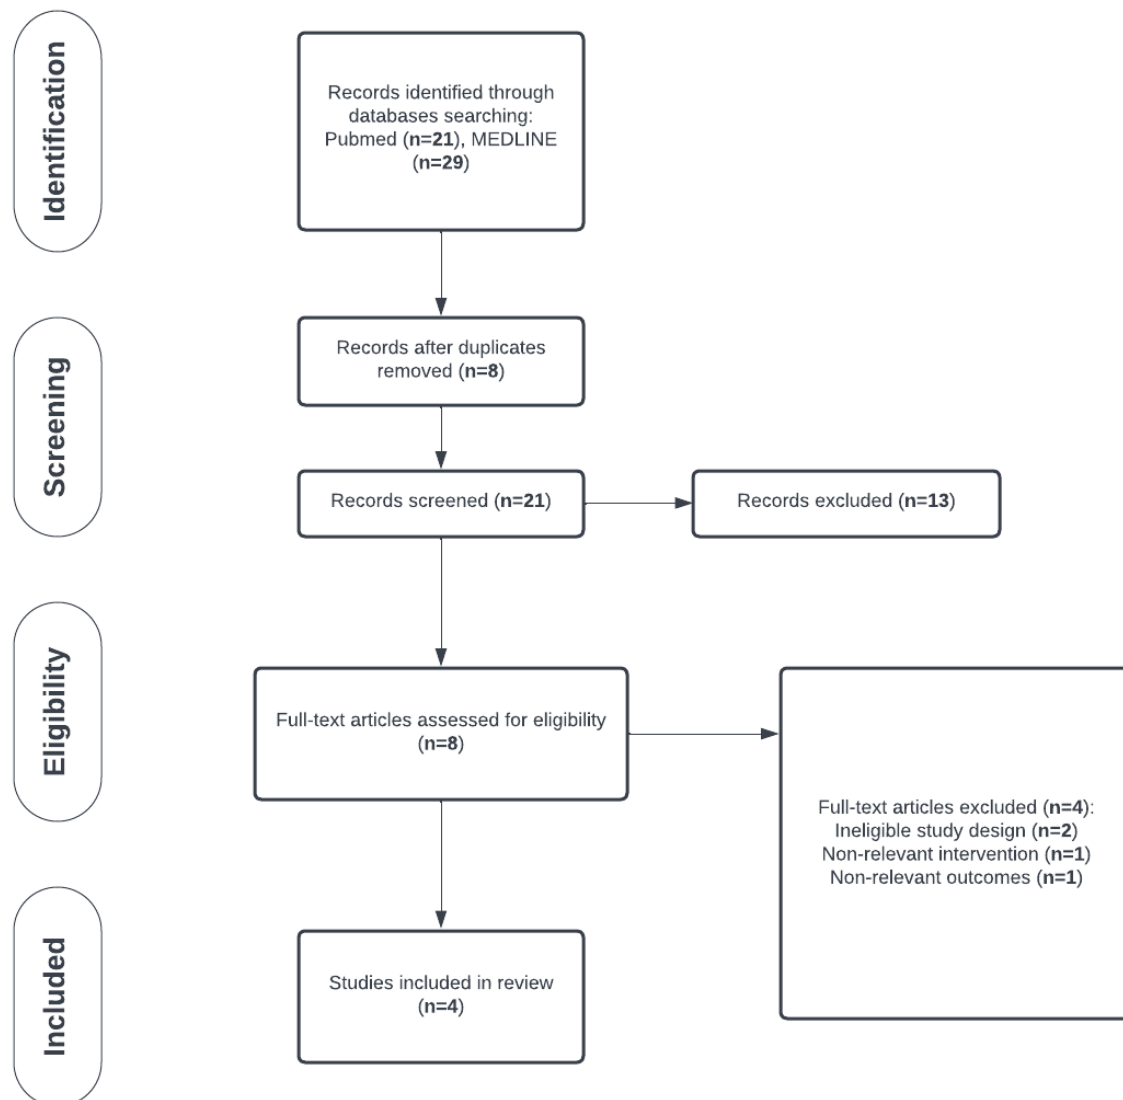 Identification
Records identified through
databases searching:
Pubmed (n=21), MEDLINE
(n=29)
Screening
Records after duplicates
removed (n=8)
Records screened (n=21)
Records excluded (n=13)
Eligibility
Full-text articles assessed for eligibility
(n=8)
Full-text articles excluded (n=4):
Ineligible study design (n=2)
Non-relevant intervention (n=1)
Non-relevant outcomes (n=1)
Included
Studies included in review
(n=4)